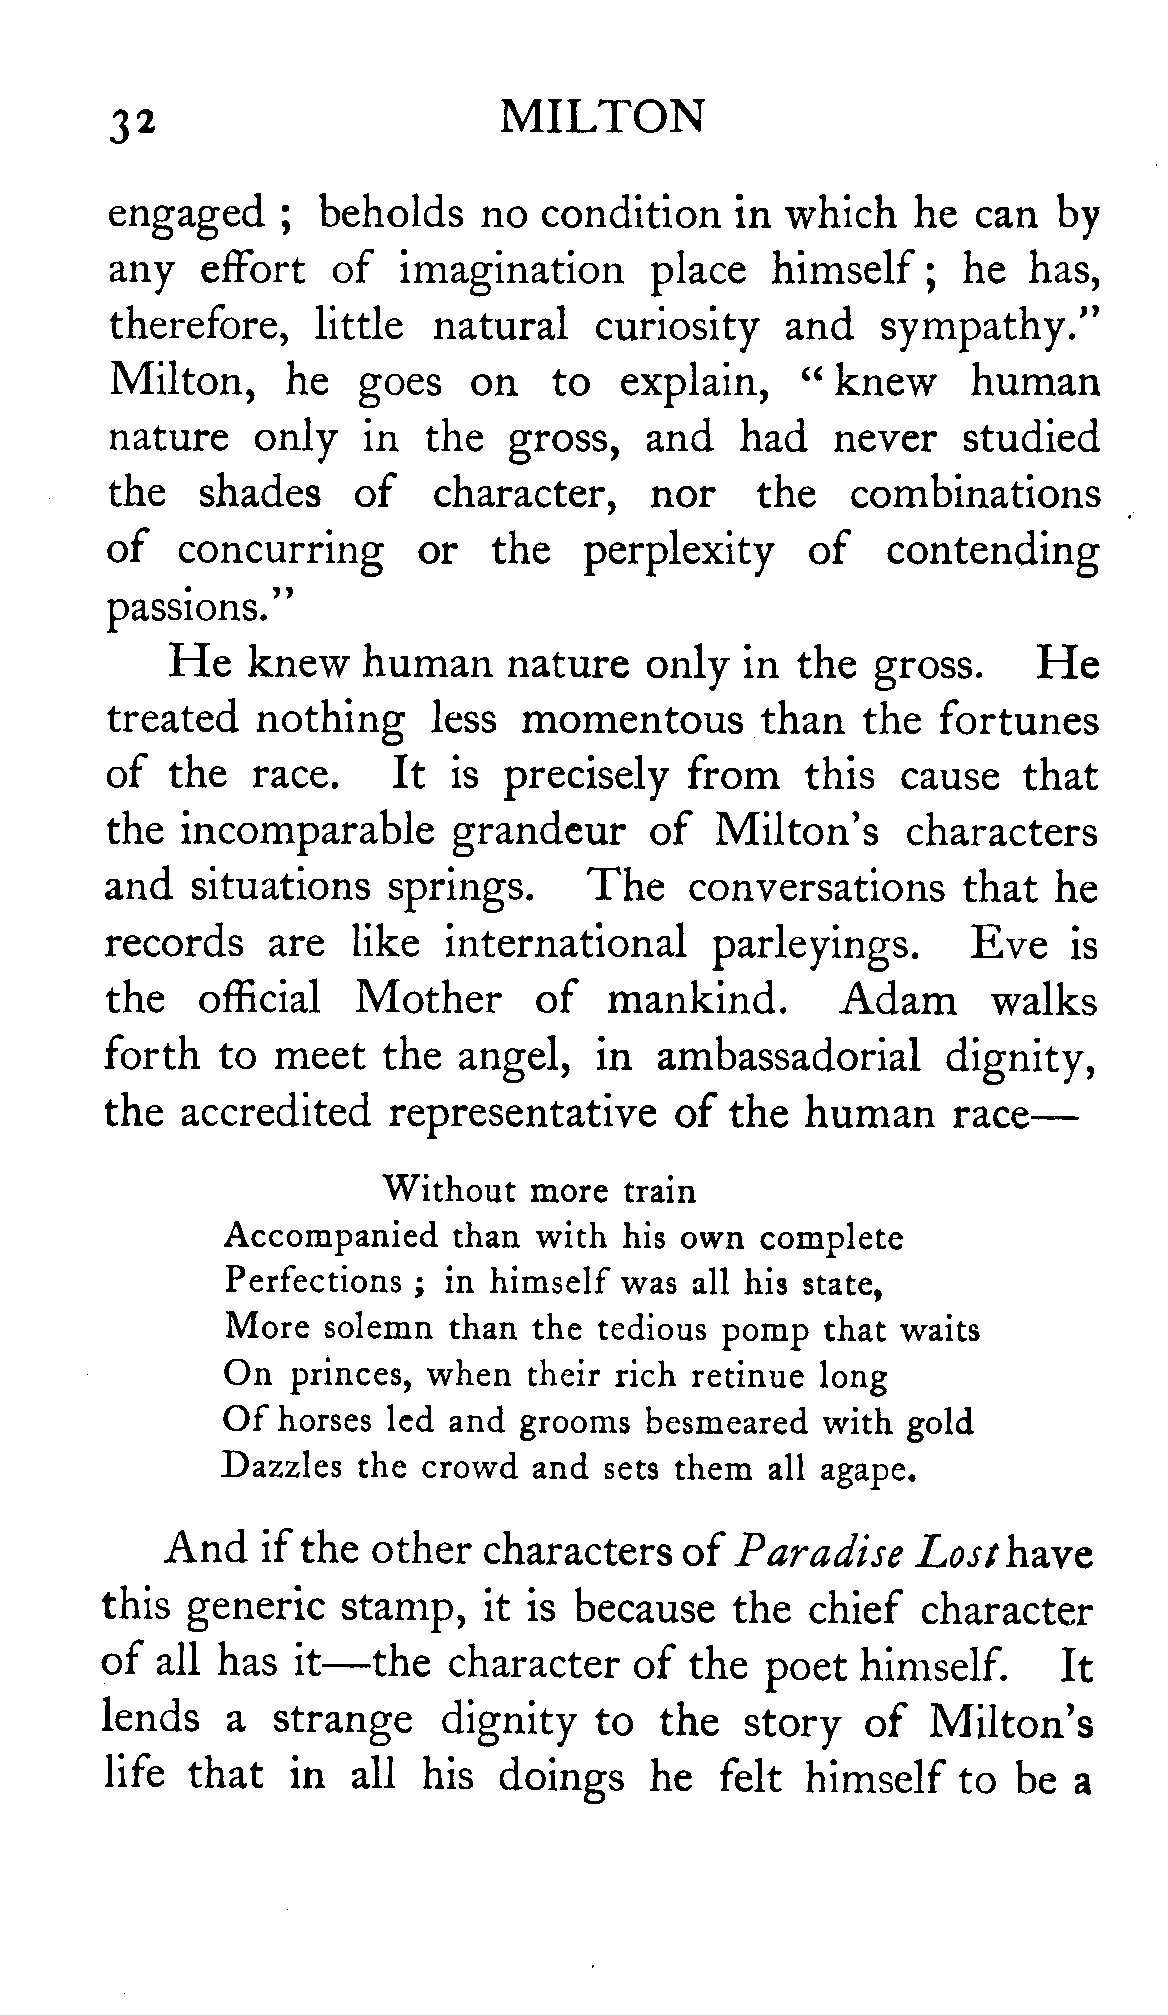 32 MILTON
engaged ; beholds no condition in which he can by
any effort of imagination place himself ; he has,
therefore, little natural curiosity and sympathy."
Milton, he goes on to explain, " knew human
nature only in the gross, and had never studied
the shades of character, nor the combinations
of concurring or the perplexity of contending
passions."
He knew human nature only in the gross. He
treated nothing less momentous than the fortunes
of the race. It is precisely from this cause that
the incomparable grandeur of Milton's characters
and situations springs. The conversations that he
records are like international parleyings. Eve is
the official Mother of mankind. Adam walks
forth to meet the angel, in ambassadorial dignity,
the accredited representative of the human race—
Without more train
Accompanied than with his own complete
Perfections ; in himself was all his state,
More solemn than the tedious pomp that waits
On princes, when their rich retinue long
Of horses led and grooms besmeared with gold
Dazzles the crowd and sets them all agape.
And if the other characters of Paradise Lost have
this generic stamp, it is because the chief character
of all has it—the character of the poet himself. It
lends a strange dignity to the story of Milton's
life that in all his doings he felt himself to be a